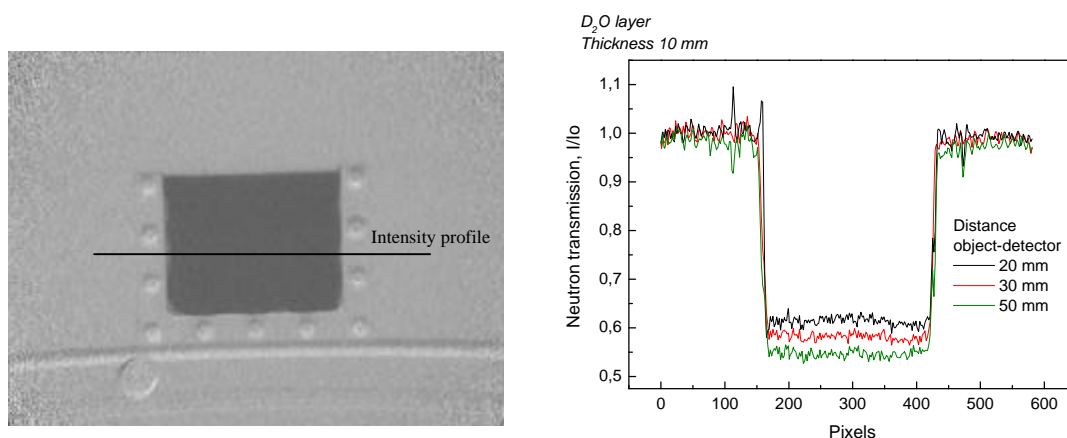 Intensity profile
D₂O layer
Thickness 10 mm
Neutron transmission, I/Io
1,1
1,0
0,9
0,8
0,7
0,6
0,5
0
100
200
300
400
500
600
Pixels
Distance
object-detector
20 mm
30 mm
50 mm